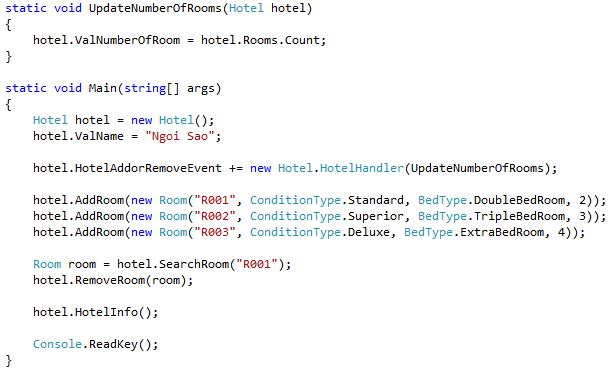 static void UpdateNumberOfRooms(Hotel hotel)
{
    hotel.ValNumberOfRoom = hotel.Rooms.Count;
}
static void Main(string[] args)
{
    Hotel hotel = new Hotel();
    hotel.ValName = "Ngoi Sao";
    hotel.HotelAddorRemoveEvent += new Hotel.HotelHandler(UpdateNumberOfRooms);
    hotel.AddRoom(new Room("R001", ConditionType.Standard, BedType.DoubleBedRoom, 2));
    hotel.AddRoom(new Room("R002", ConditionType.Superior, BedType.TripleBedRoom, 3));
    hotel.AddRoom(new Room("R003", ConditionType.Deluxe, BedType.ExtraBedRoom, 4));
    Room room = hotel.SearchRoom("R001");
    hotel.RemoveRoom(room);
    hotel.HotelInfo();
    Console.ReadKey();
}